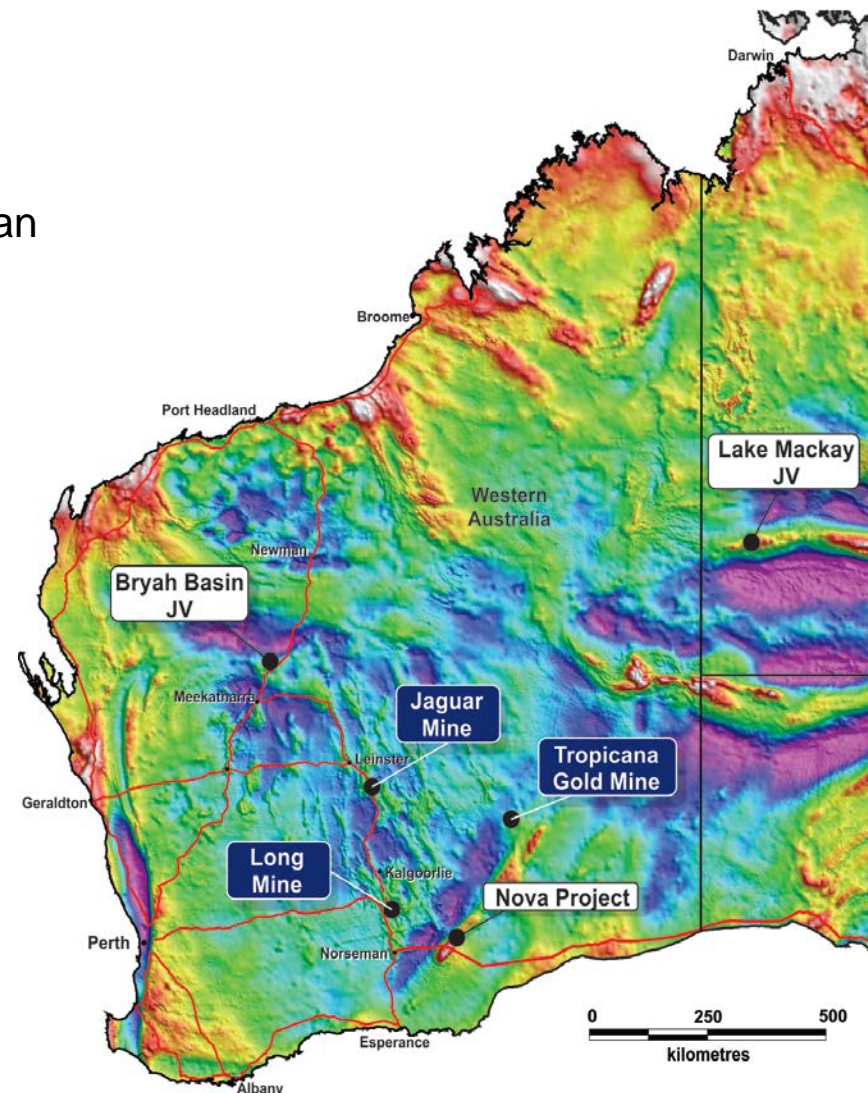 Darwin
an
Broome
Port Headland
Lake Mackay
JV
Western
Australia
Newman
Bryah Basin
JV
Meekatharra
Jaguar
Mine
Leinster
Tropicana
Gold Mine
Geraldton
Long
Mine
Kalgoorlie
Nova Project
Perth
Norseman
0 250 500
kilometres
Esperance
Albany